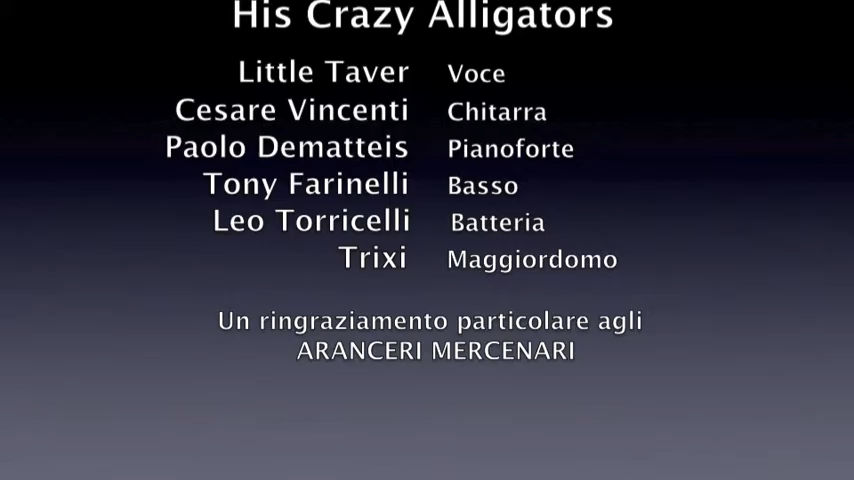 His Crazy Alligators
Little Taver Voce
Cesare Vincenti Chitarra
Paolo Dematteis Pianoforte
Tony Farinelli Basso
Leo Torricelli Batteria
Trixi Maggiordomo
Un ringraziamento particolare agli
ARANCERI MERCENARI